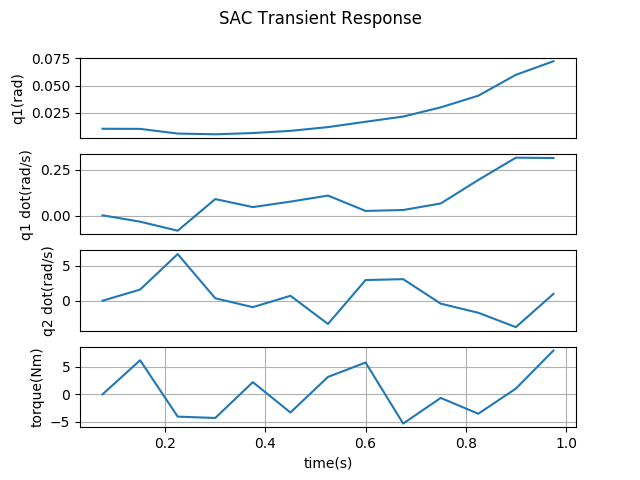 SAC Transient Response
0.075
0.050
0.025
q1(rad)
0.25
0.00
q1 dot(rad/s)
5
0
q2 dot(rad/s)
5
0
−5
torque(Nm)
0.2 0.4 0.6 0.8 1.0
time(s)